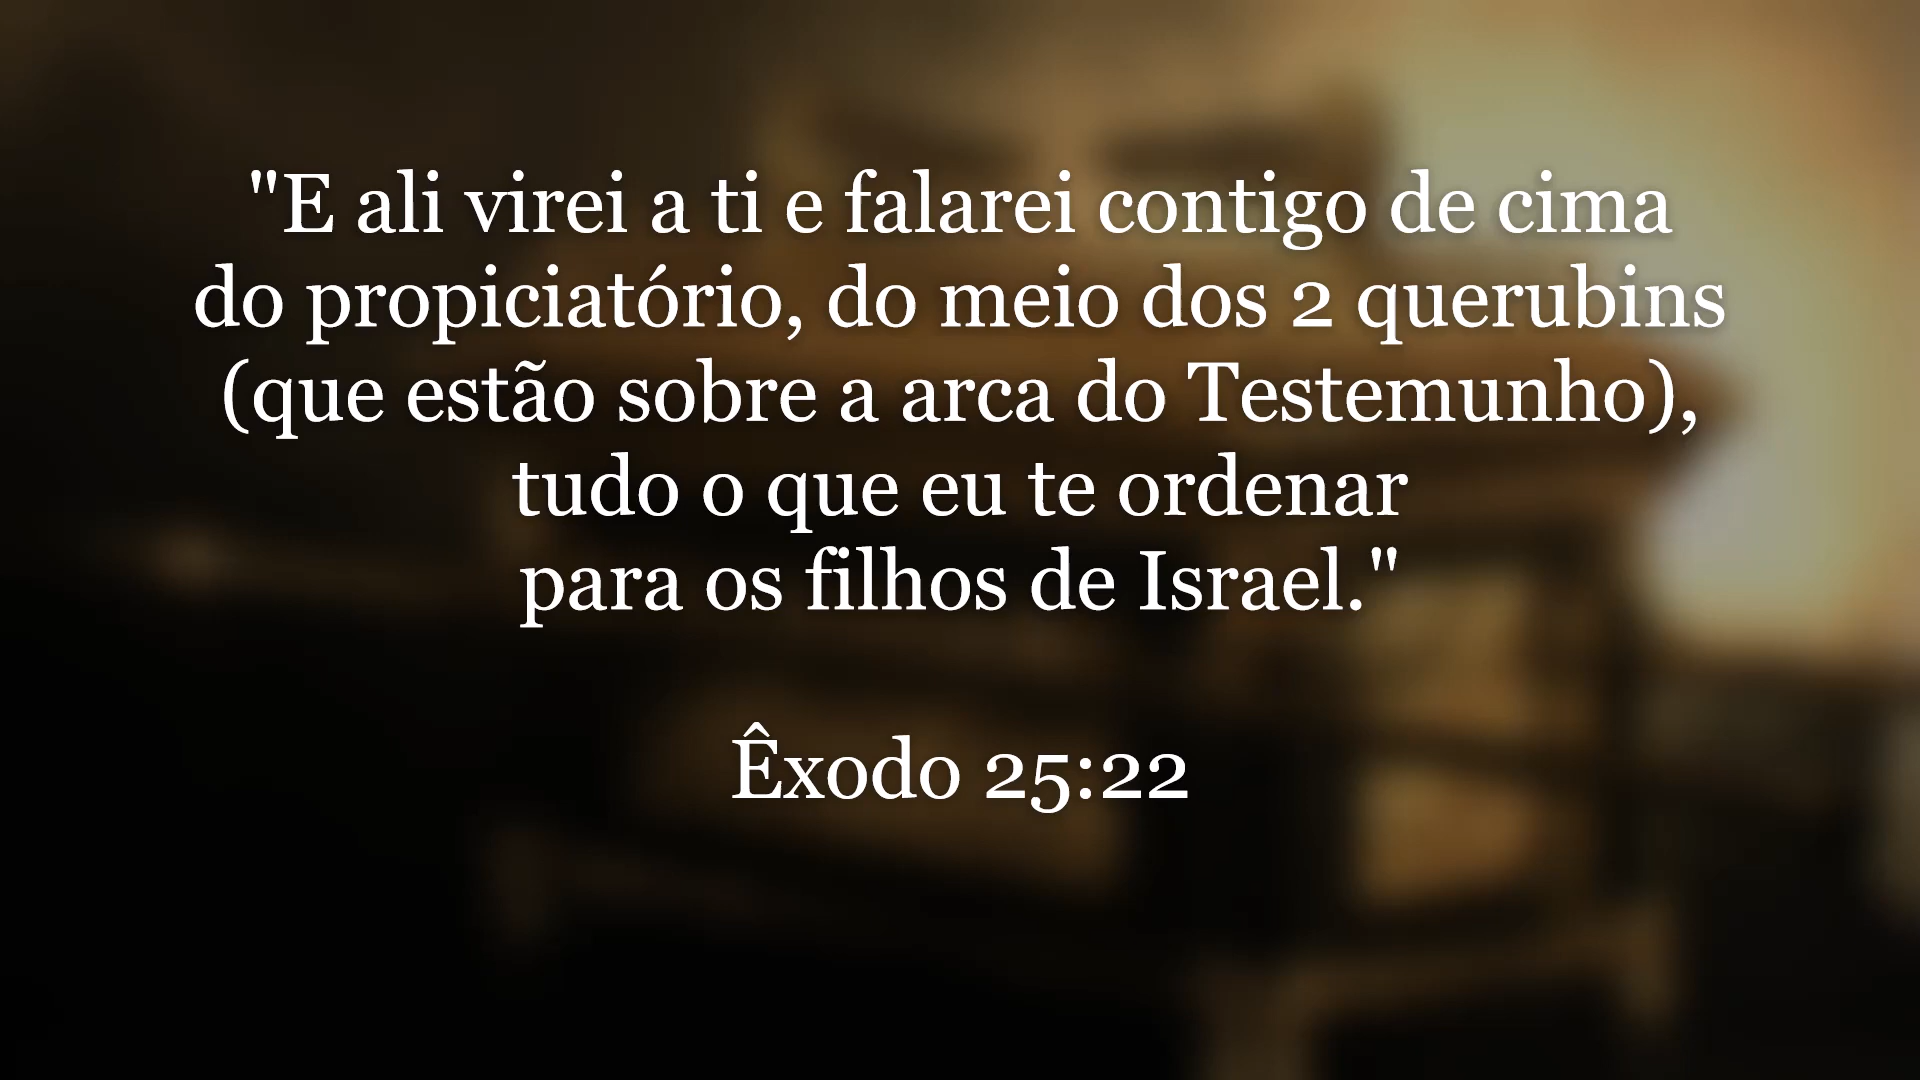 "E ali virei a ti e falarei contigo de cima
do propiciatório, do meio dos 2 querubins
(que estão sobre a arca do Testemunho),
tudo o que eu te ordenar
para os filhos de Israel."
Êxodo 25:22